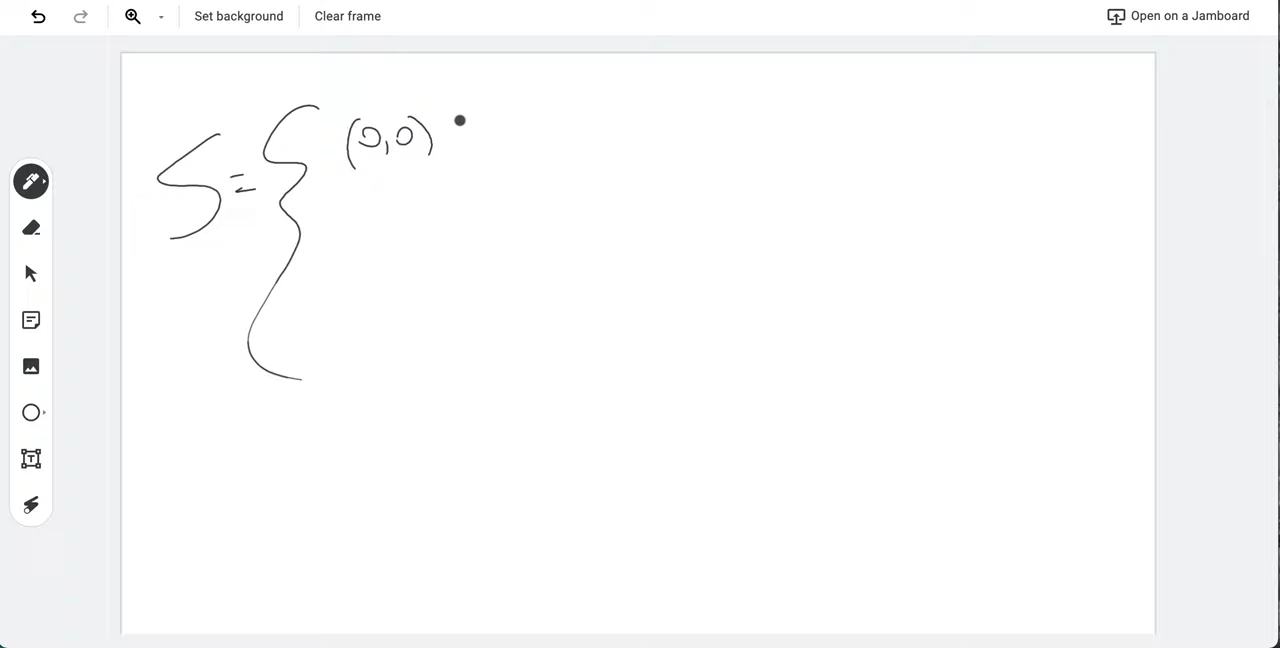 Set background Clear frame Open on a Jamboard
S = { (0,0)